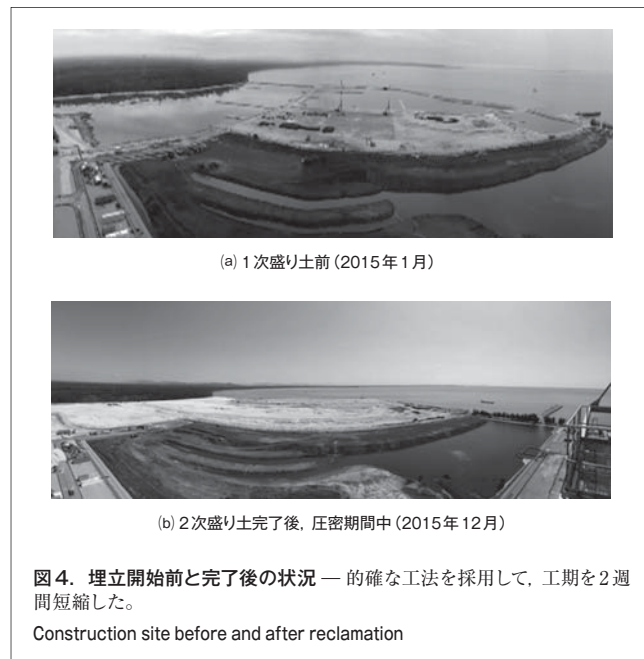 (a) 1次盛り土前（2015年1月）
(b) 2次盛り土完了後，圧密期間中（2015年12月）
図4．埋立開始前と完了後の状況 — 的確な工法を採用して，工期を2週
間短縮した。
Construction site before and after reclamation